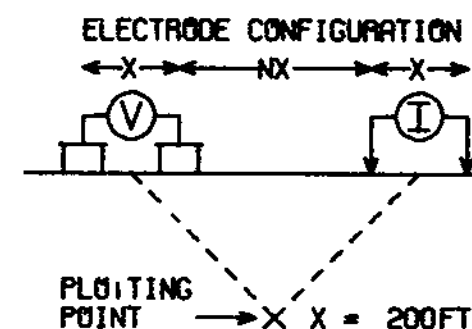 ELECTRODE CONFIGURATION
X NX X
V I
PLOTTING
POINT X X = 200FT